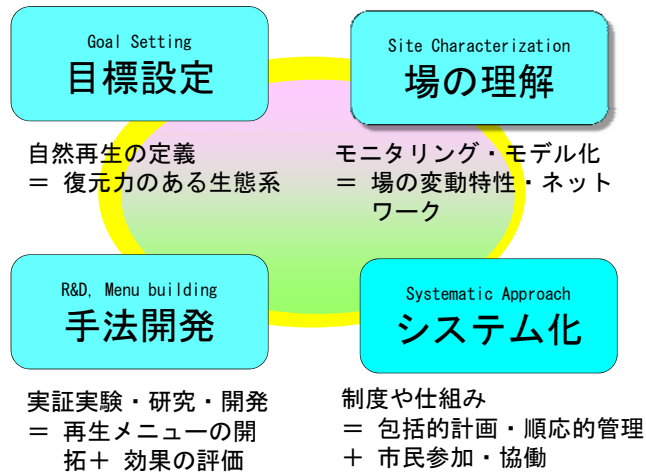 Goal Setting
目標設定
自然再生の定義
＝ 復元力のある生態系
Site Characterization
場の理解
モニタリング・モデル化
＝ 場の変動特性・ネット
ワーク
R&D, Menu building
手法開発
実証実験・研究・開発
＝ 再生メニューの開
拓＋ 効果の評価
Systematic Approach
システム化
制度や仕組み
＝ 包括的計画・順応的管理
＋ 市民参加・協働